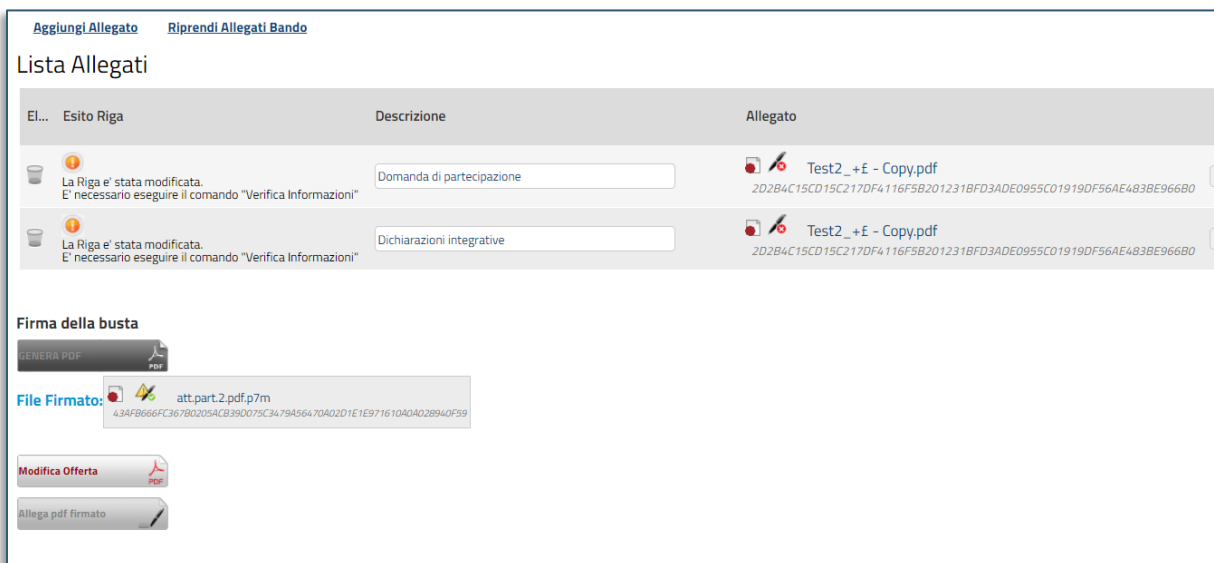 Aggiungi Allegato Riprendi Allegati Bando
Lista Allegati
El... Esito Riga Descrizione Allegato
La Riga e' stata modificata.
E' necessario eseguire il comando "Verifica Informazioni"
Domanda di partecipazione
Test2_+£ - Copy.pdf
2D2B4C15CD15C217DF4116F5B201231BFD3ADE0955C01919DF56AE483BE966B0
La Riga e' stata modificata.
E' necessario eseguire il comando "Verifica Informazioni"
Dichiarazioni integrative
Test2_+£ - Copy.pdf
2D2B4C15CD15C217DF4116F5B201231BFD3ADE0955C01919DF56AE483BE966B0
Firma della busta
GENERA PDF
PDF
File Firmato:
att.part.2.pdf.p7m
43AFB666FC367B0205ACB39D075C3479A56470A02D1E1E971610A0A028940F59
Modifica Offerta
PDF
Allega pdf firmato